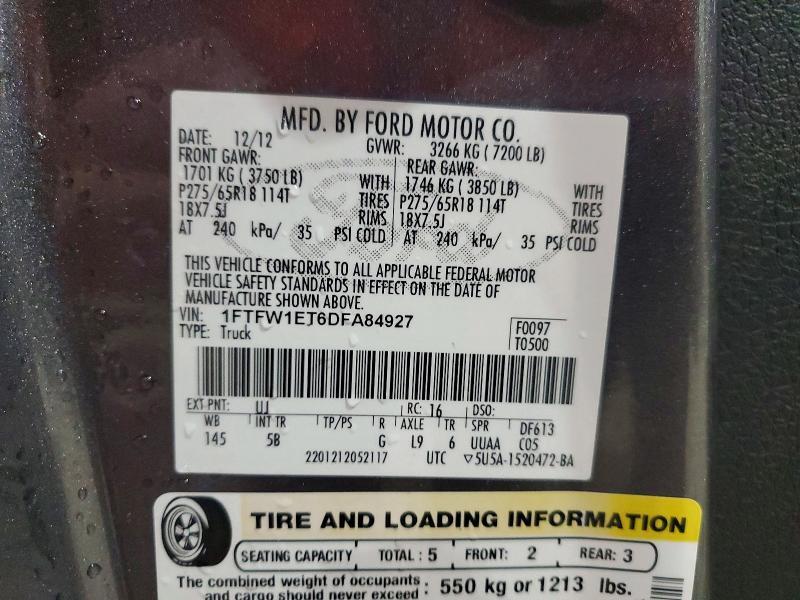 MFD. BY FORD MOTOR CO.
DATE: 12/12 GVWR: 3266 KG ( 7200 LB)
FRONT GAWR: REAR GAWR:
1701 KG ( 3750 LB) WITH 1746 KG ( 3850 LB) WITH
P275/65R18 114T TIRES P275/65R18 114T TIRES
18X7.5J RIMS 18X7.5J RIMS
AT 240 kPa/ 35 PSI COLD AT 240 kPa/ 35 PSI COLD
THIS VEHICLE CONFORMS TO ALL APPLICABLE FEDERAL MOTOR
VEHICLE SAFETY STANDARDS IN EFFECT ON THE DATE OF
MANUFACTURE SHOWN ABOVE.
VIN: 1FTFW1ET6DFA84927
TYPE: Truck
F0097
T0500
EXT PNT: UJ RC: 16 DSO:
WB INT TR TP/PS R AXLE TR SPR DF613
145 5B G L9 6 UUAA C05
2201212052117 UTC ▽5U5A-1520472-BA
TIRE AND LOADING INFORMATION
SEATING CAPACITY TOTAL : 5 FRONT: 2 REAR: 3
The combined weight of occupants
and cargo should never exceed : 550 kg or 1213 lbs.